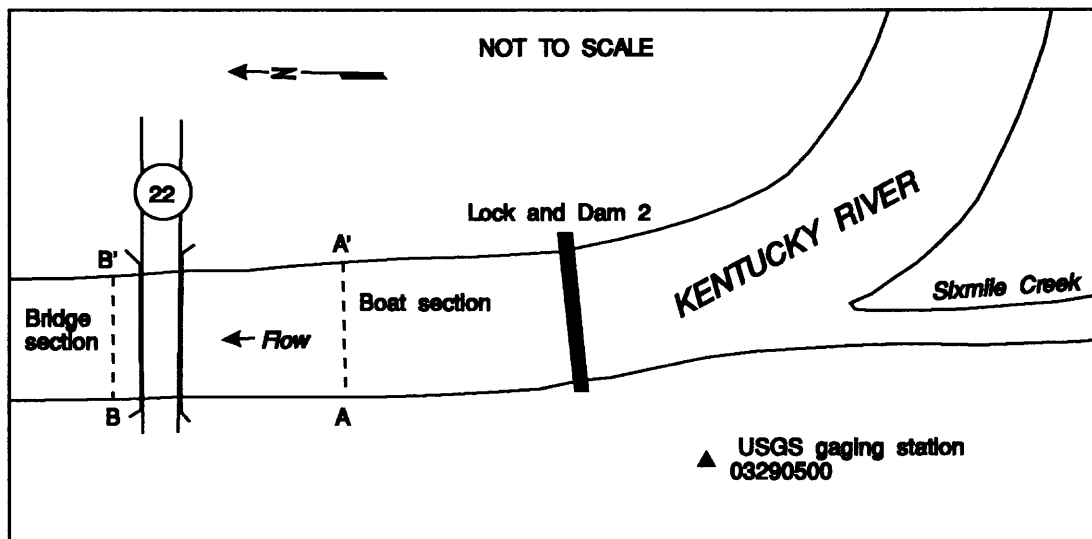 NOT TO SCALE
N
22
Lock and Dam 2
KENTUCKY RIVER
B'
A'
Sixmile Creek
Boat section
Bridge
section
Flow
B
A
USGS gaging station
03290500